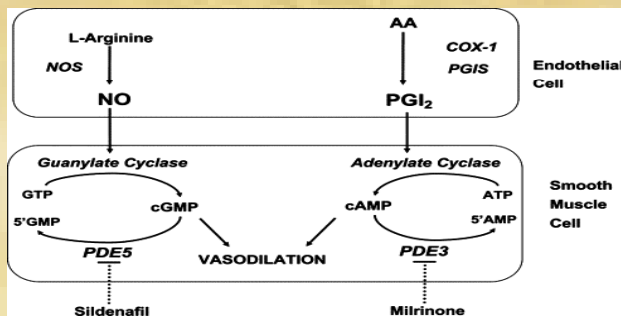 L-Arginine
NOS
NO
AA
COX-1
PGIS
PGI₂
Endothelial
Cell
Guanylate Cyclase
GTP
5'GMP
cGMP
PDE5
Adenylate Cyclase
ATP
5'AMP
cAMP
PDE3
VASODILATION
Smooth
Muscle
Cell
Sildenafil
Milrinone